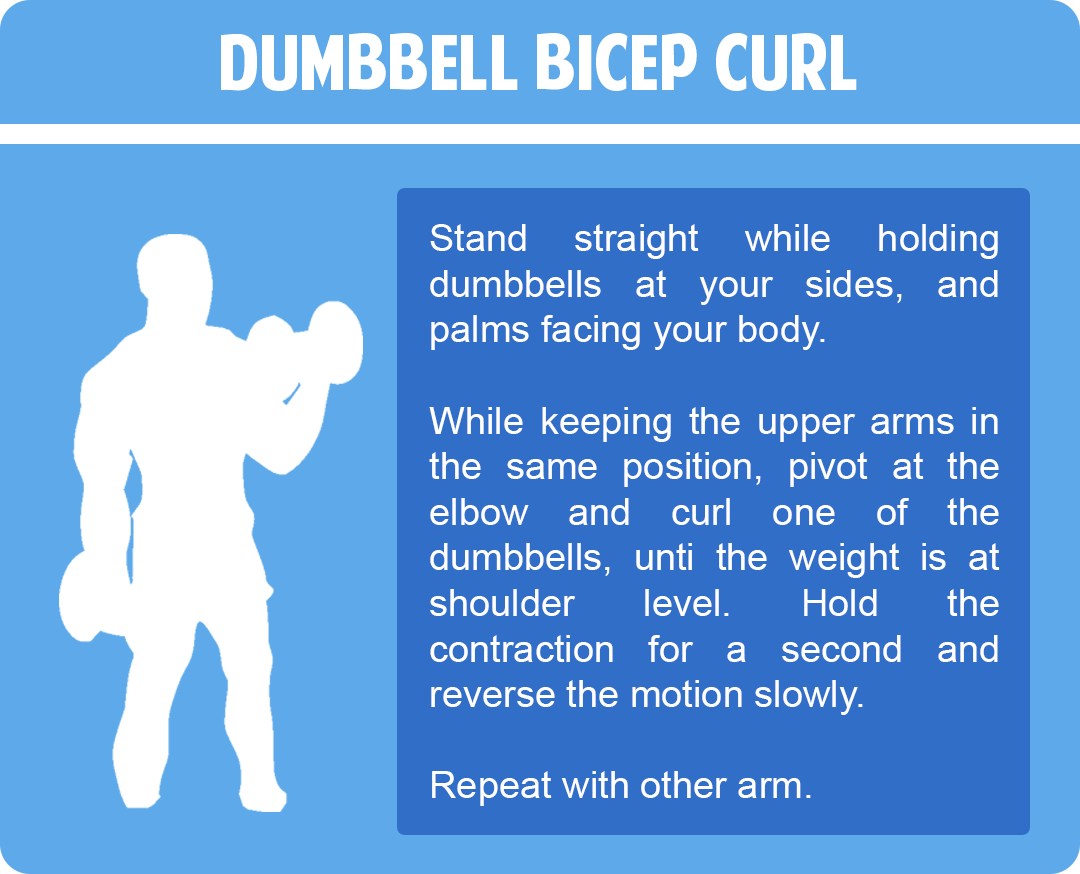 DUMBBELL BICEP CURL
Stand straight while holding
dumbbells at your sides, and
palms facing your body.
While keeping the upper arms in
the same position, pivot at the
elbow and curl one of the
dumbbells, unti the weight is at
shoulder level. Hold the
contraction for a second and
reverse the motion slowly.
Repeat with other arm.